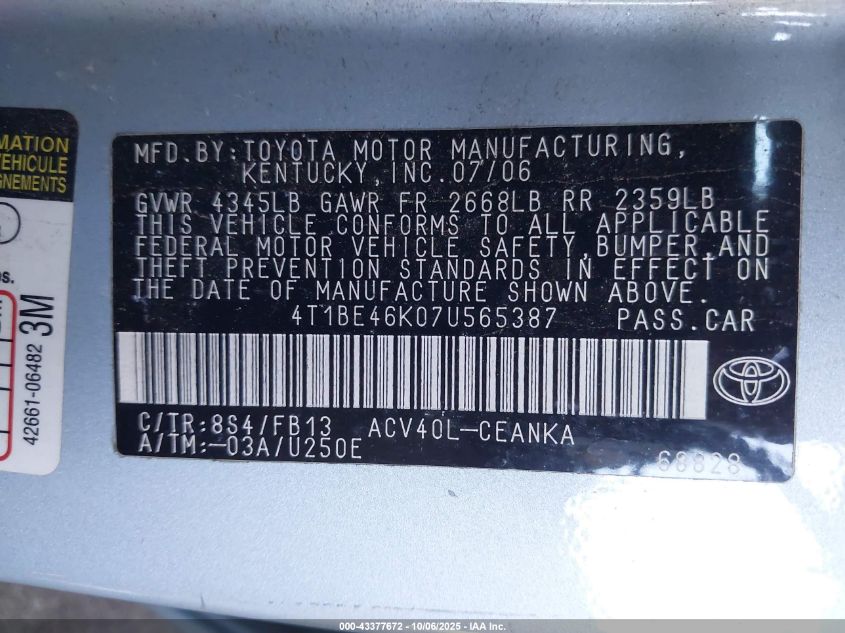 MATION
VEHICULE
GNEMENTS
os.
3M
42661-06482
MFD.BY:TOYOTA MOTOR MANUFACTURING,
KENTUCKY,INC.07/06
GVWR 4345LB GAWR FR 2668LB RR 2359LB
THIS VEHICLE CONFORMS TO ALL APPLICABLE
FEDERAL MOTOR VEHICLE SAFETY,BUMPER,AND
THEFT PREVENTION STANDARDS IN EFFECT ON
THE DATE OF MANUFACTURE SHOWN ABOVE.
4T1BE46K07U565387 PASS.CAR
C/TR:8S4/FB13 ACV40L-CEANKA
A/TM:-03A/U250E
68828
000-43377672 - 10/06/2025 - IAA Inc.